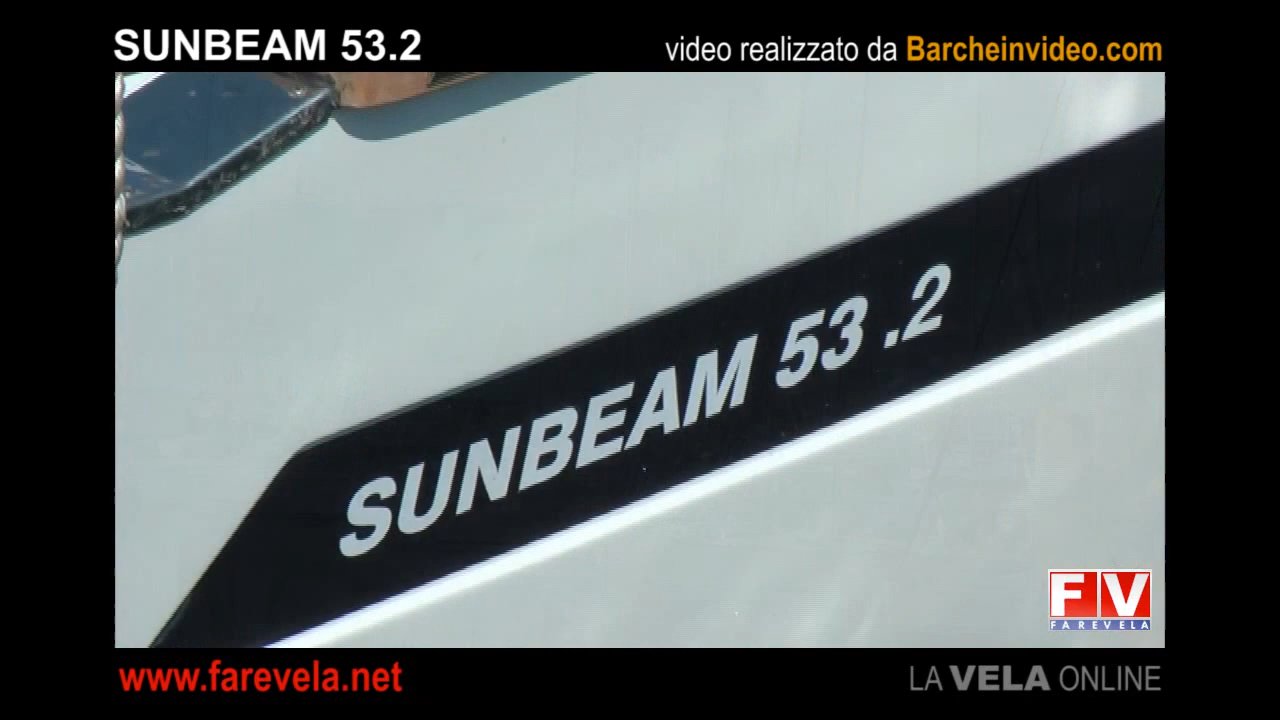 SUNBEAM 53.2
video realizzato da Barcheinvideo.com
SUNBEAM 53 .2
FV
FAREVELA
www.farevela.net
LA VELA ONLINE